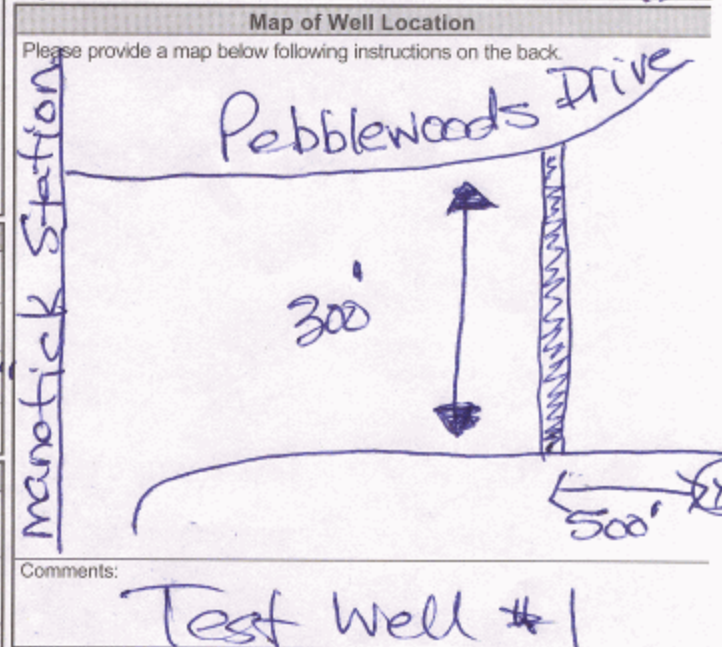 Map of Well Location
Please provide a map below following instructions on the back.
Pebblewoods Drive
Manotick Station
300'
500'
Comments:
Test Well #1